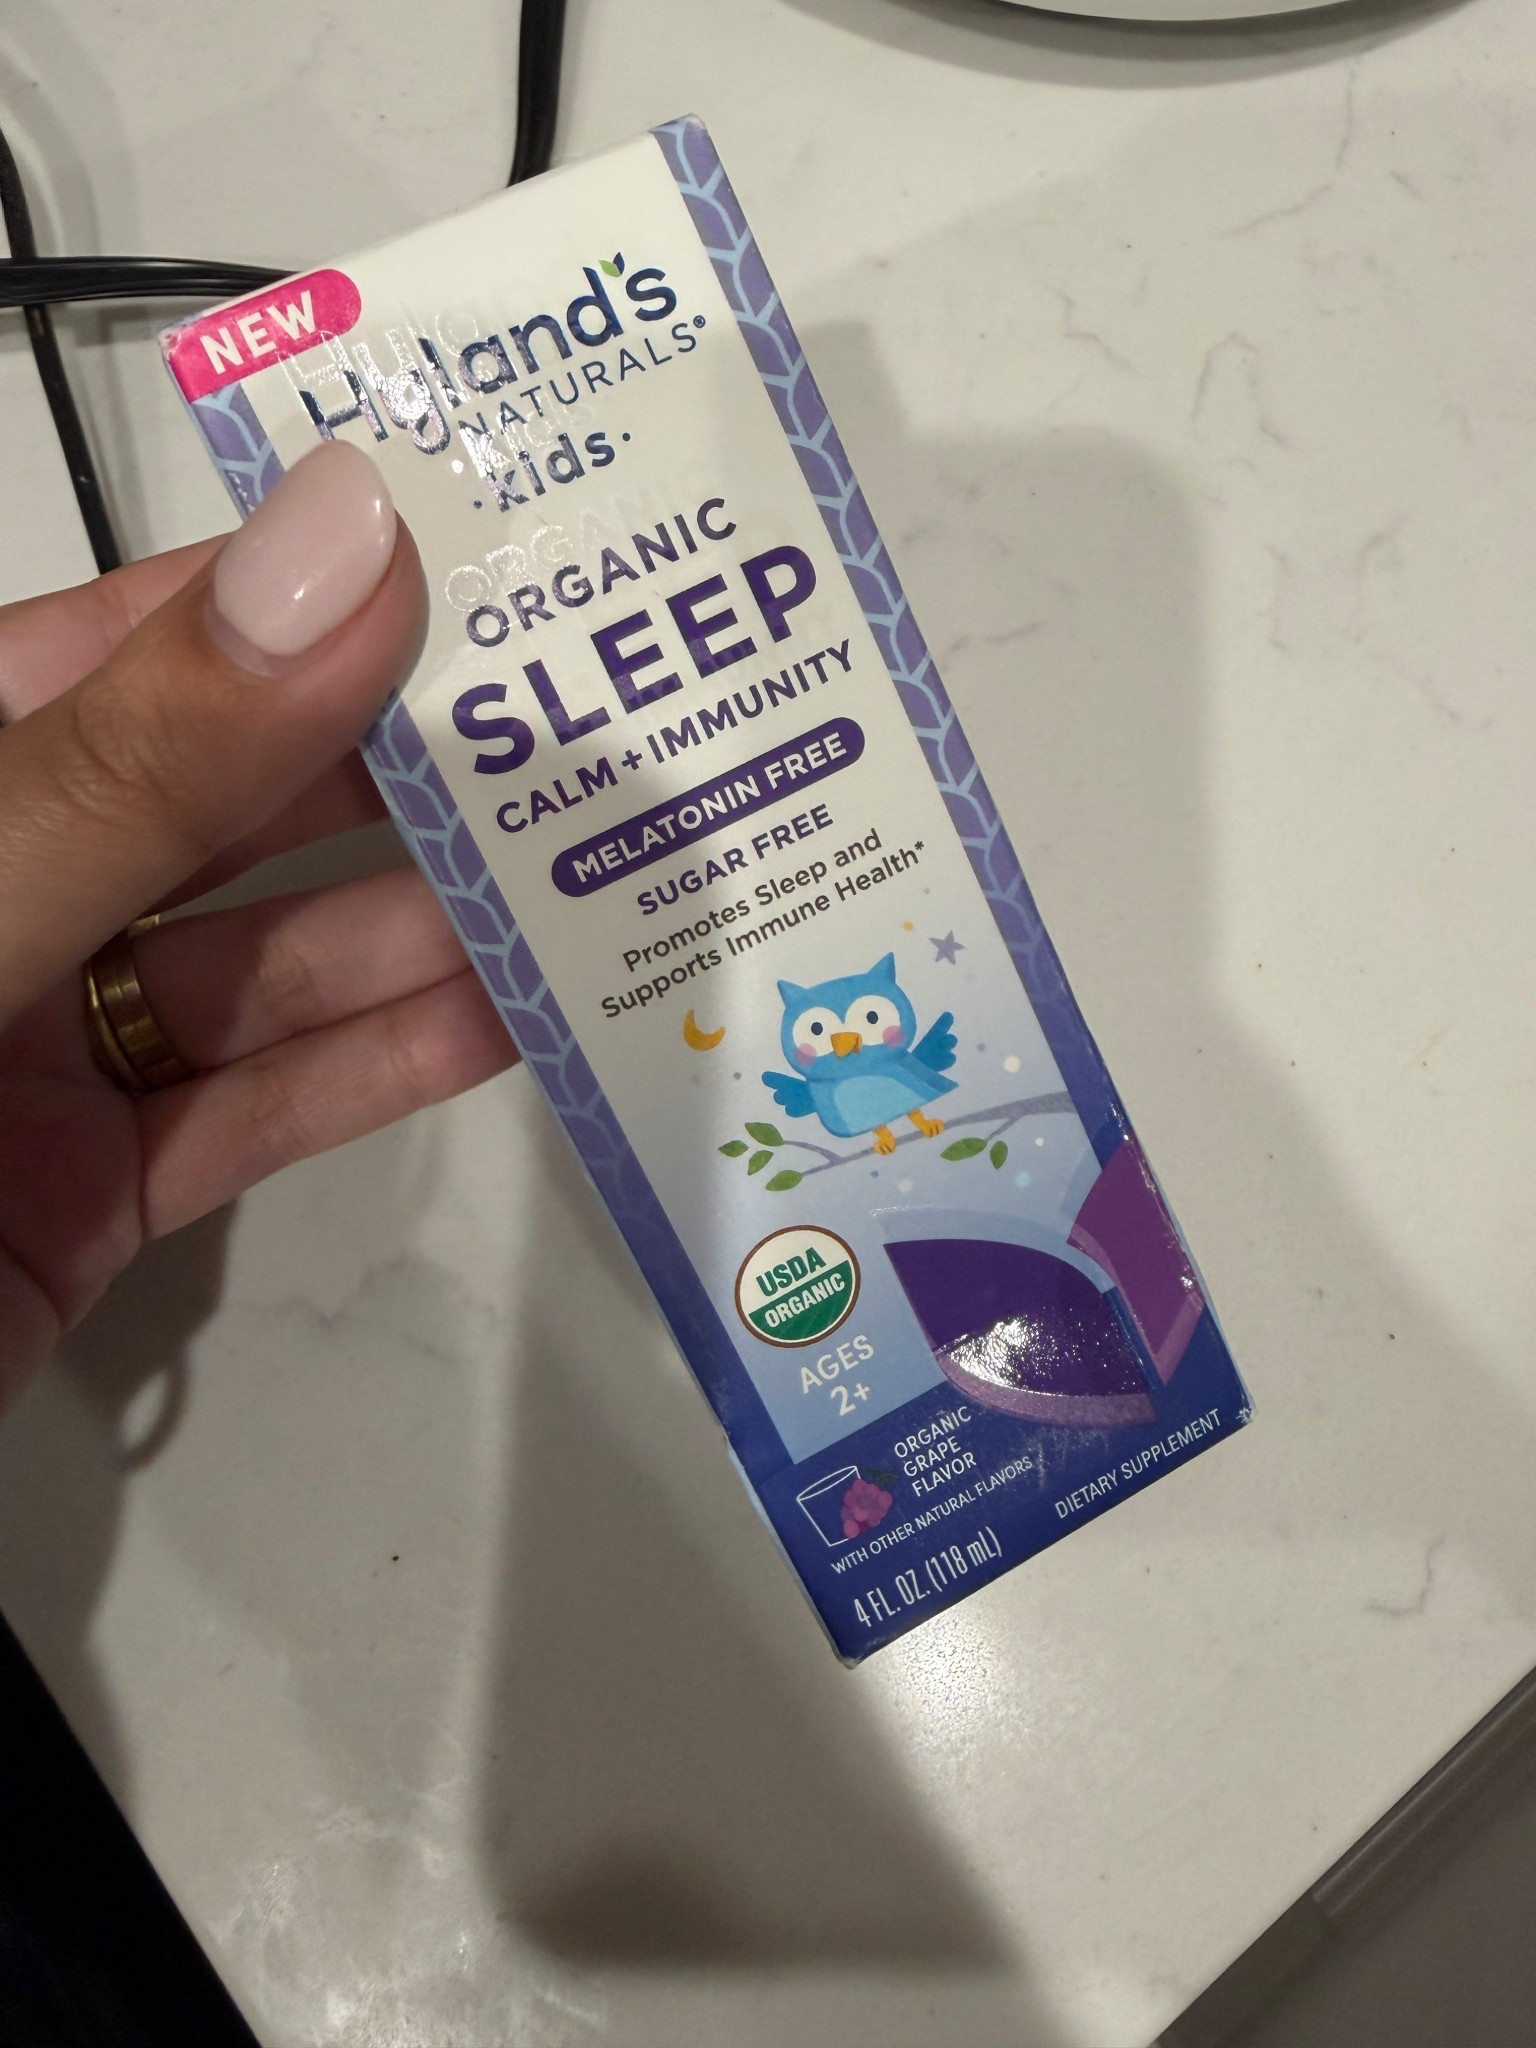 NEW
Hyland's
NATURALS®
·kids·
ORGANIC
SLEEP
CALM + IMMUNITY
MELATONIN FREE
SUGAR FREE
Promotes Sleep and
Supports Immune Health*
USDA
ORGANIC
AGES
2+
ORGANIC
GRAPE
FLAVOR
WITH OTHER NATURAL FLAVORS
4 FL. OZ. (118 mL)
DIETARY SUPPLEMENT